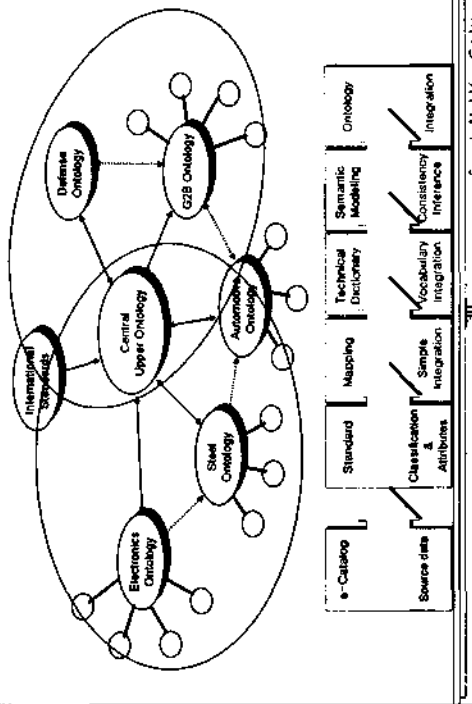 International
Standards
Defense
Ontology
Central
Upper Ontology
G2B Ontology
Electronics
Ontology
Steel
Ontology
Automotive
Ontology
e-Catalog
Standard
Mapping
Technical
Dictionary
Semantic
Modeling
Ontology
Source data
Classification
&
Attributes
Simple
Integration
Vocabulary
Integration
Consistency
Inference
Integration